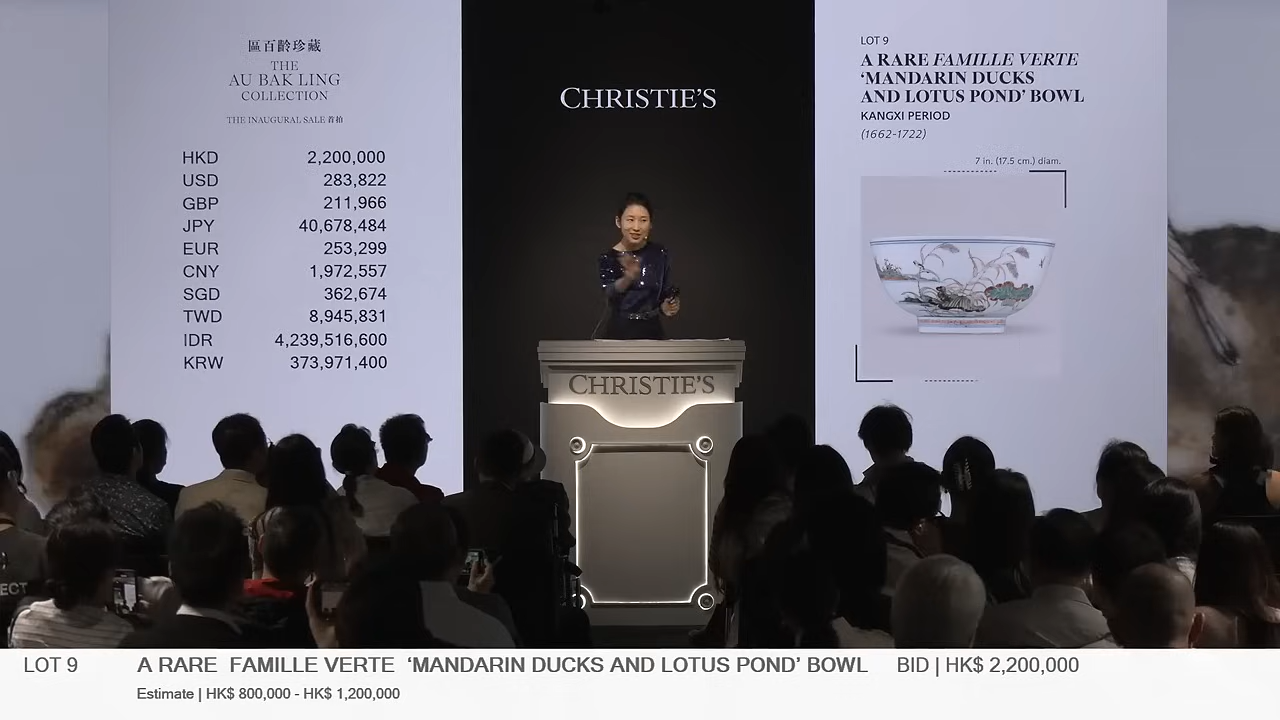 區百齡珍藏
THE
AU BAK LING
COLLECTION
THE INAUGURAL SALE 首拍
HKD 2,200,000
USD 283,822
GBP 211,966
JPY 40,678,484
EUR 253,299
CNY 1,972,557
SGD 362,674
TWD 8,945,831
IDR 4,239,516,600
KRW 373,971,400
CHRISTIE'S
CHRISTIE'S
LOT 9
A RARE FAMILLE VERTE
‘MANDARIN DUCKS
AND LOTUS POND’ BOWL
KANGXI PERIOD
(1662-1722)
7 in. (17.5 cm.) diam.
ECT
LOT 9 A RARE FAMILLE VERTE ‘MANDARIN DUCKS AND LOTUS POND’ BOWL BID | HK$ 2,200,000
Estimate | HK$ 800,000 - HK$ 1,200,000